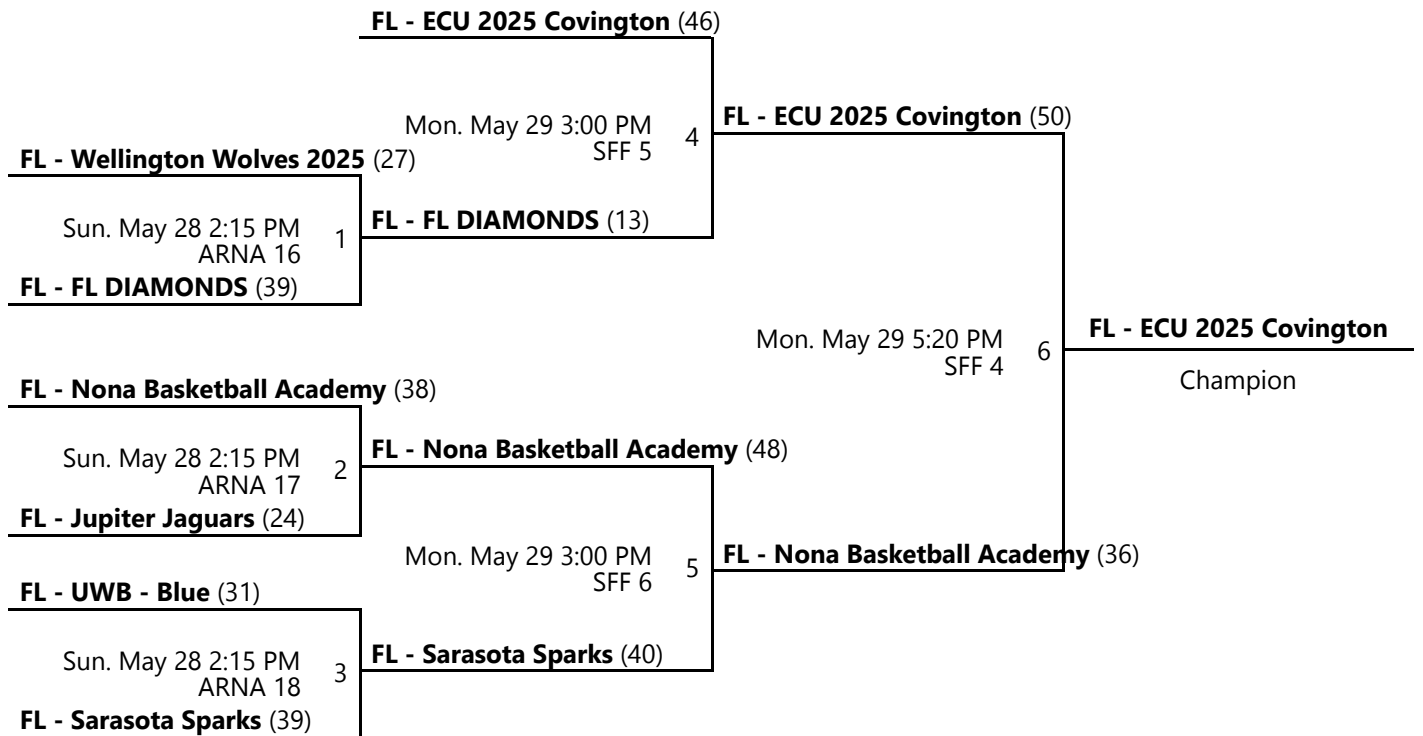 FL - ECU 2025 Covington (46)
Mon. May 29 3:00 PM
SFF 5
4
FL - ECU 2025 Covington (50)
FL - Wellington Wolves 2025 (27)
Sun. May 28 2:15 PM
ARNA 16
1
FL - FL DIAMONDS (13)
FL - FL DIAMONDS (39)
Mon. May 29 5:20 PM
SFF 4
6
FL - ECU 2025 Covington
Champion
FL - Nona Basketball Academy (38)
Sun. May 28 2:15 PM
ARNA 17
2
FL - Nona Basketball Academy (48)
FL - Jupiter Jaguars (24)
Mon. May 29 3:00 PM
SFF 6
5
FL - Nona Basketball Academy (36)
FL - UWB - Blue (31)
Sun. May 28 2:15 PM
ARNA 18
3
FL - Sarasota Sparks (40)
FL - Sarasota Sparks (39)